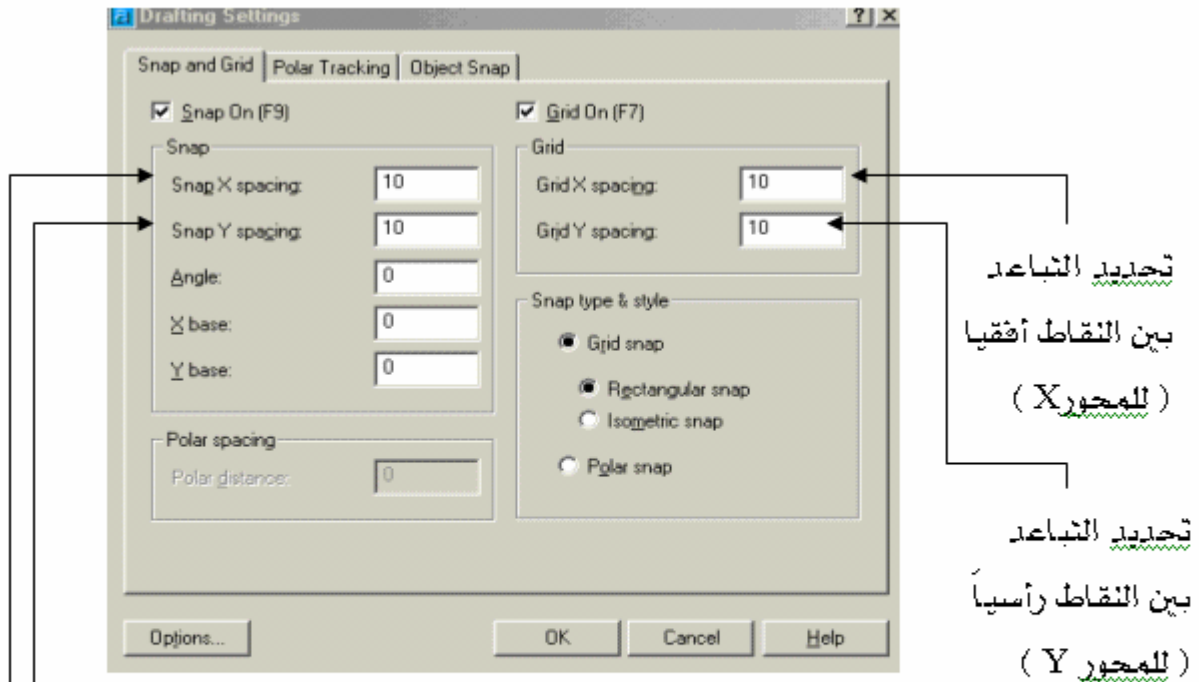 Drafting Settings
Snap and Grid Polar Tracking Object Snap
Snap On (F9)
Snap
Snap X spacing: 10
Snap Y spacing: 10
Angle: 0
X base: 0
Y base: 0
Polar spacing
Polar distance: 0
Grid On (F7)
Grid
Grid X spacing: 10
Grid Y spacing: 10
Snap type & style
Grid snap
Rectangular snap
Isometric snap
Polar snap
Options... OK Cancel Help
تحديد التباعد
بين النقاط أفقيا
( للمحورX )
تحديد التباعد
بين النقاط رأسياَ
( للمحور Y )